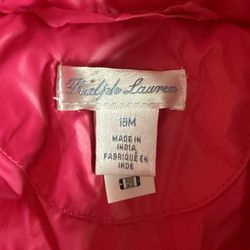 Ralph Lauren
18M
MADE IN
INDIA
FABRIQUÉ EN
INDE